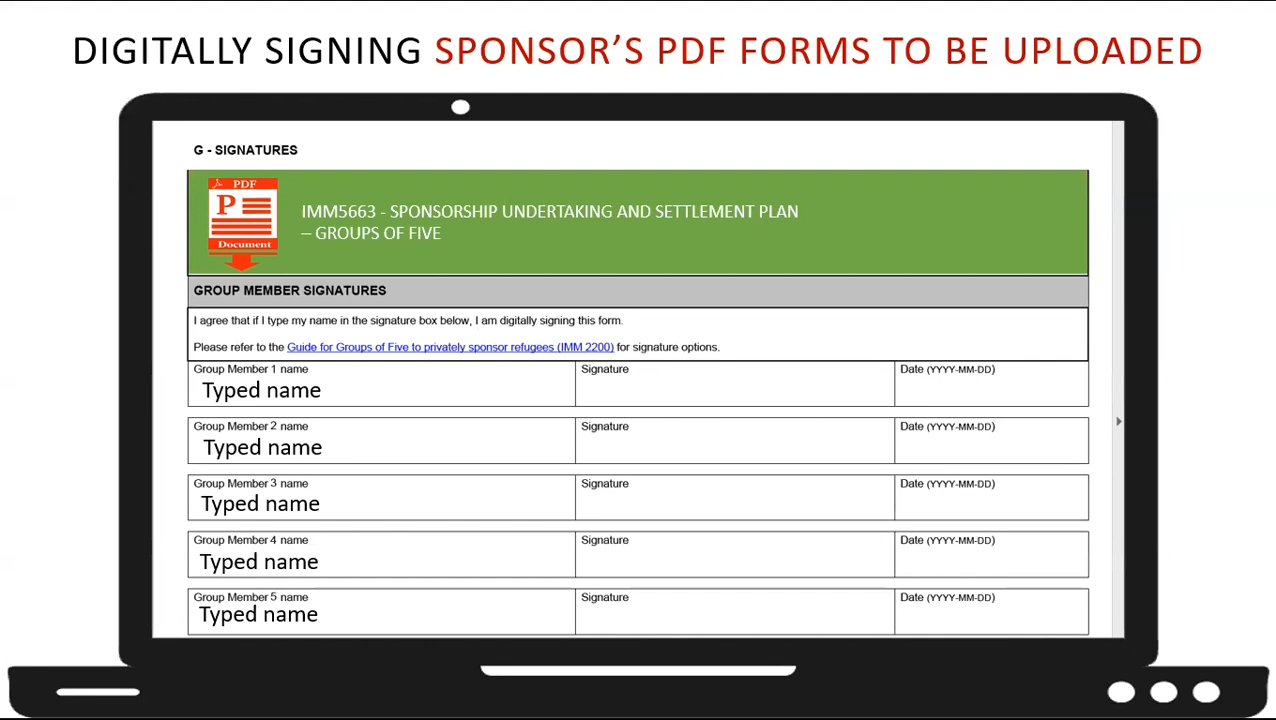 DIGITALLY SIGNING SPONSOR'S PDF FORMS TO BE UPLOADED
G - SIGNATURES
PDF
P
Document
IMM5663 - SPONSORSHIP UNDERTAKING AND SETTLEMENT PLAN
– GROUPS OF FIVE
GROUP MEMBER SIGNATURES
I agree that if I type my name in the signature box below, I am digitally signing this form.
Please refer to the Guide for Groups of Five to privately sponsor refugees (IMM 2200) for signature options.
Group Member 1 name Signature Date (YYYY-MM-DD)
Typed name
Group Member 2 name Signature Date (YYYY-MM-DD)
Typed name
Group Member 3 name Signature Date (YYYY-MM-DD)
Typed name
Group Member 4 name Signature Date (YYYY-MM-DD)
Typed name
Group Member 5 name Signature Date (YYYY-MM-DD)
Typed name